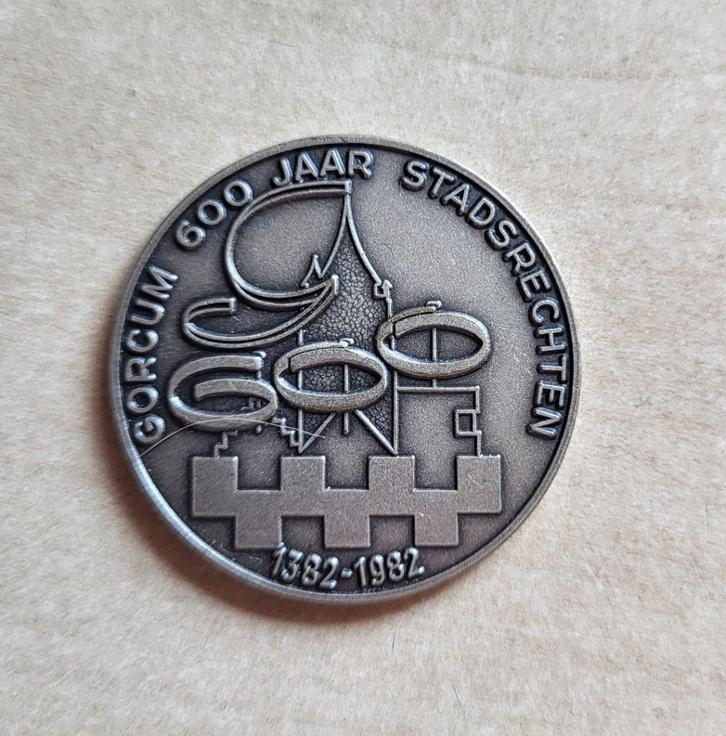 GORCUM 600 JAAR STADSRECHTEN
g
600
1382-1982